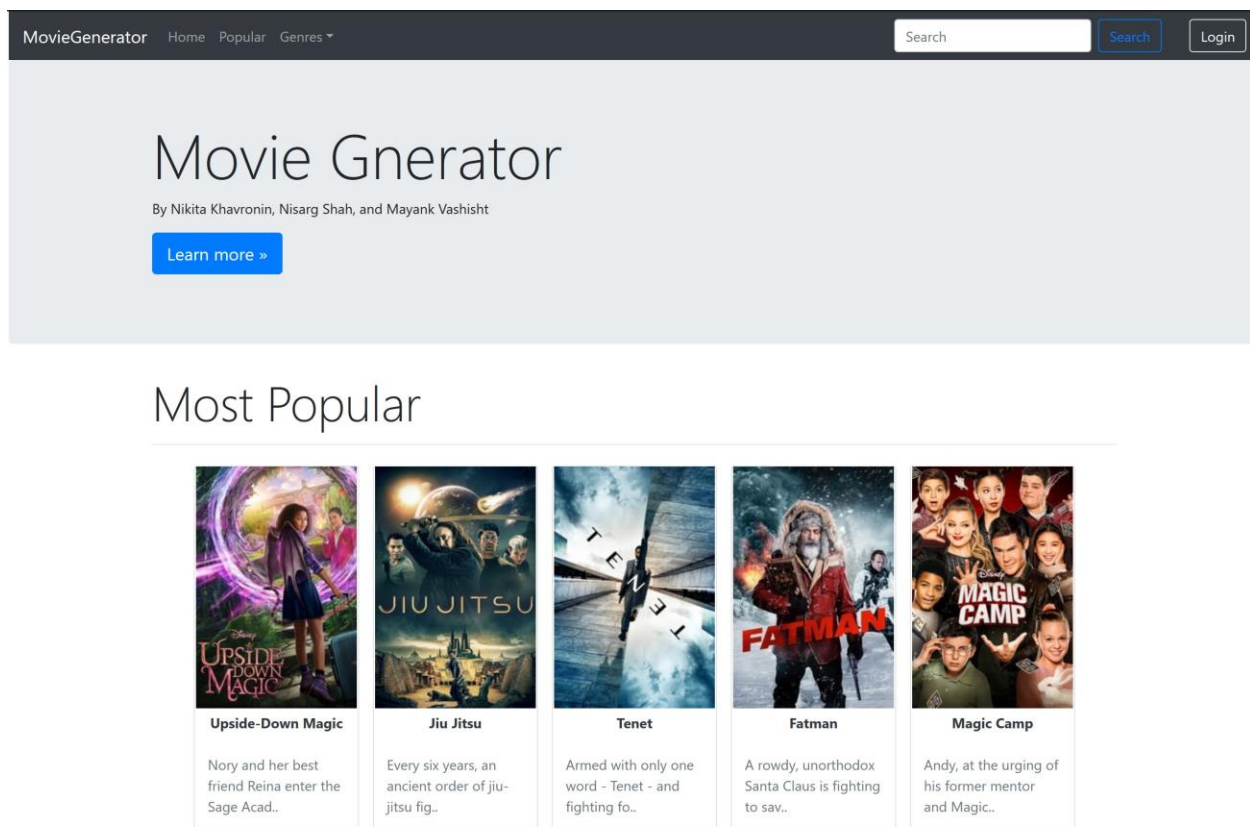 MovieGenerator Home Popular Genres Search Search Login
Movie Gnerator
By Nikita Khavronin, Nisarg Shah, and Mayank Vashisht
Learn more »
Most Popular
Disney
UPSIDE
DOWN
MAGIC
JIU JITSU
TENET
FATMAN
Disney
MAGIC
CAMP
Upside-Down Magic
Nory and her best
friend Reina enter the
Sage Acad..
Jiu Jitsu
Every six years, an
ancient order of jiu-
jitsu fig..
Tenet
Armed with only one
word - Tenet - and
fighting fo..
Fatman
A rowdy, unorthodox
Santa Claus is fighting
to sav..
Magic Camp
Andy, at the urging of
his former mentor
and Magic..